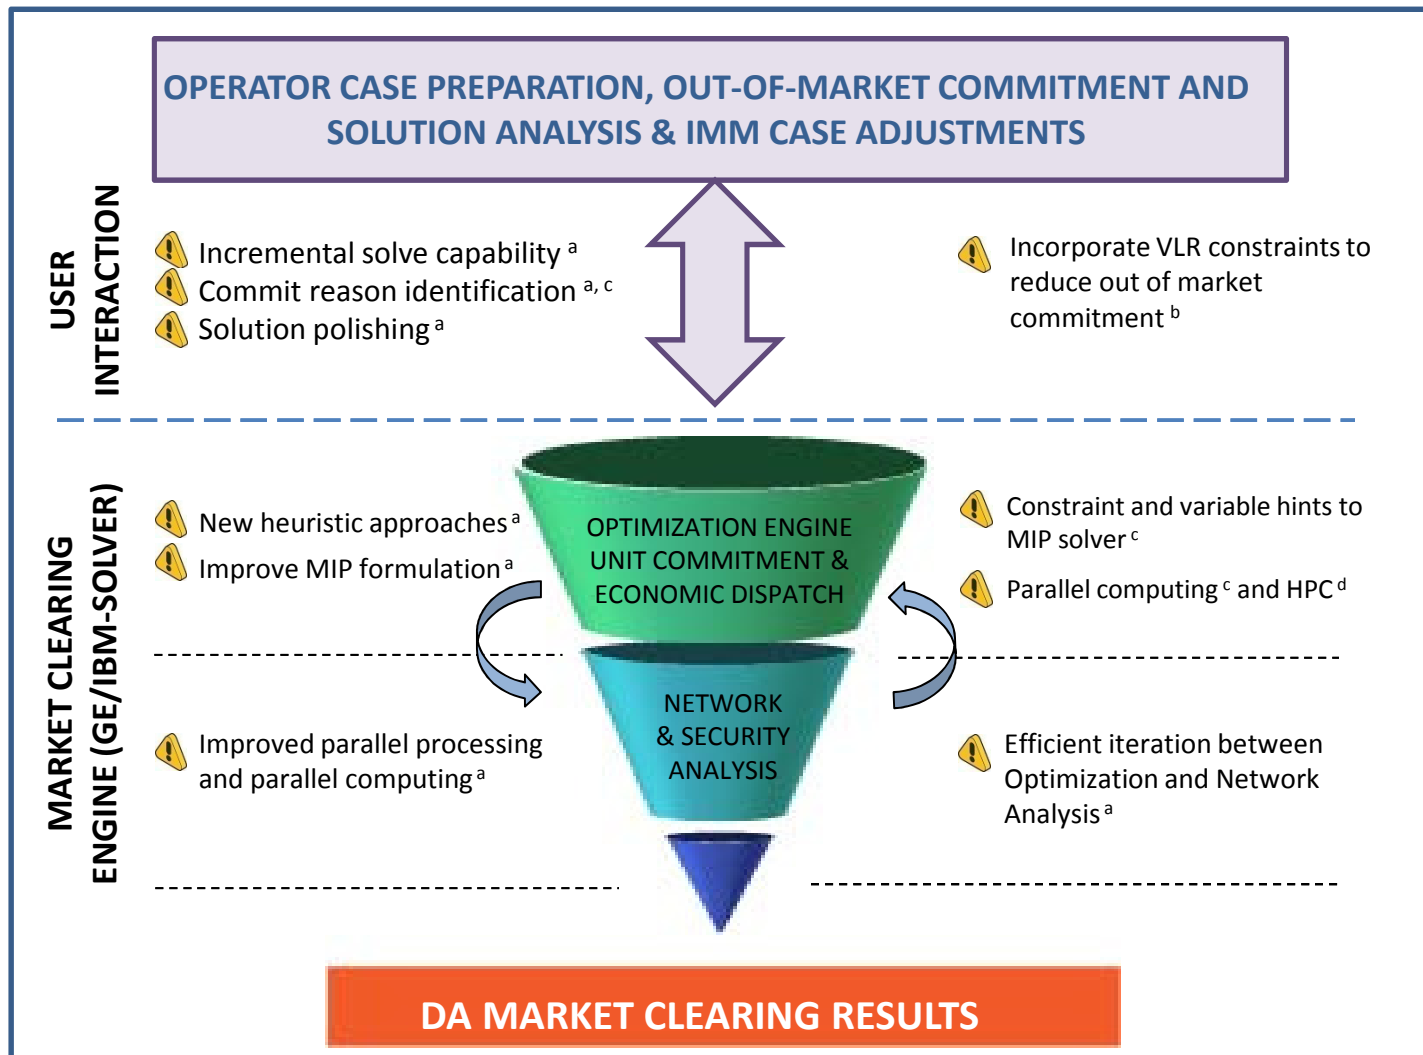 OPERATOR CASE PREPARATION, OUT-OF-MARKET COMMITMENT AND
SOLUTION ANALYSIS & IMM CASE ADJUSTMENTS
USER
INTERACTION
Incremental solve capability a
Commit reason identification a, c
Solution polishing a
Incorporate VLR constraints to
reduce out of market
commitment b
MARKET CLEARING
ENGINE (GE/IBM-SOLVER)
New heuristic approaches a
Improve MIP formulation a
OPTIMIZATION ENGINE
UNIT COMMITMENT &
ECONOMIC DISPATCH
Constraint and variable hints to
MIP solver c
Parallel computing c and HPC d
Improved parallel processing
and parallel computing a
NETWORK
& SECURITY
ANALYSIS
Efficient iteration between
Optimization and Network
Analysis a
DA MARKET CLEARING RESULTS